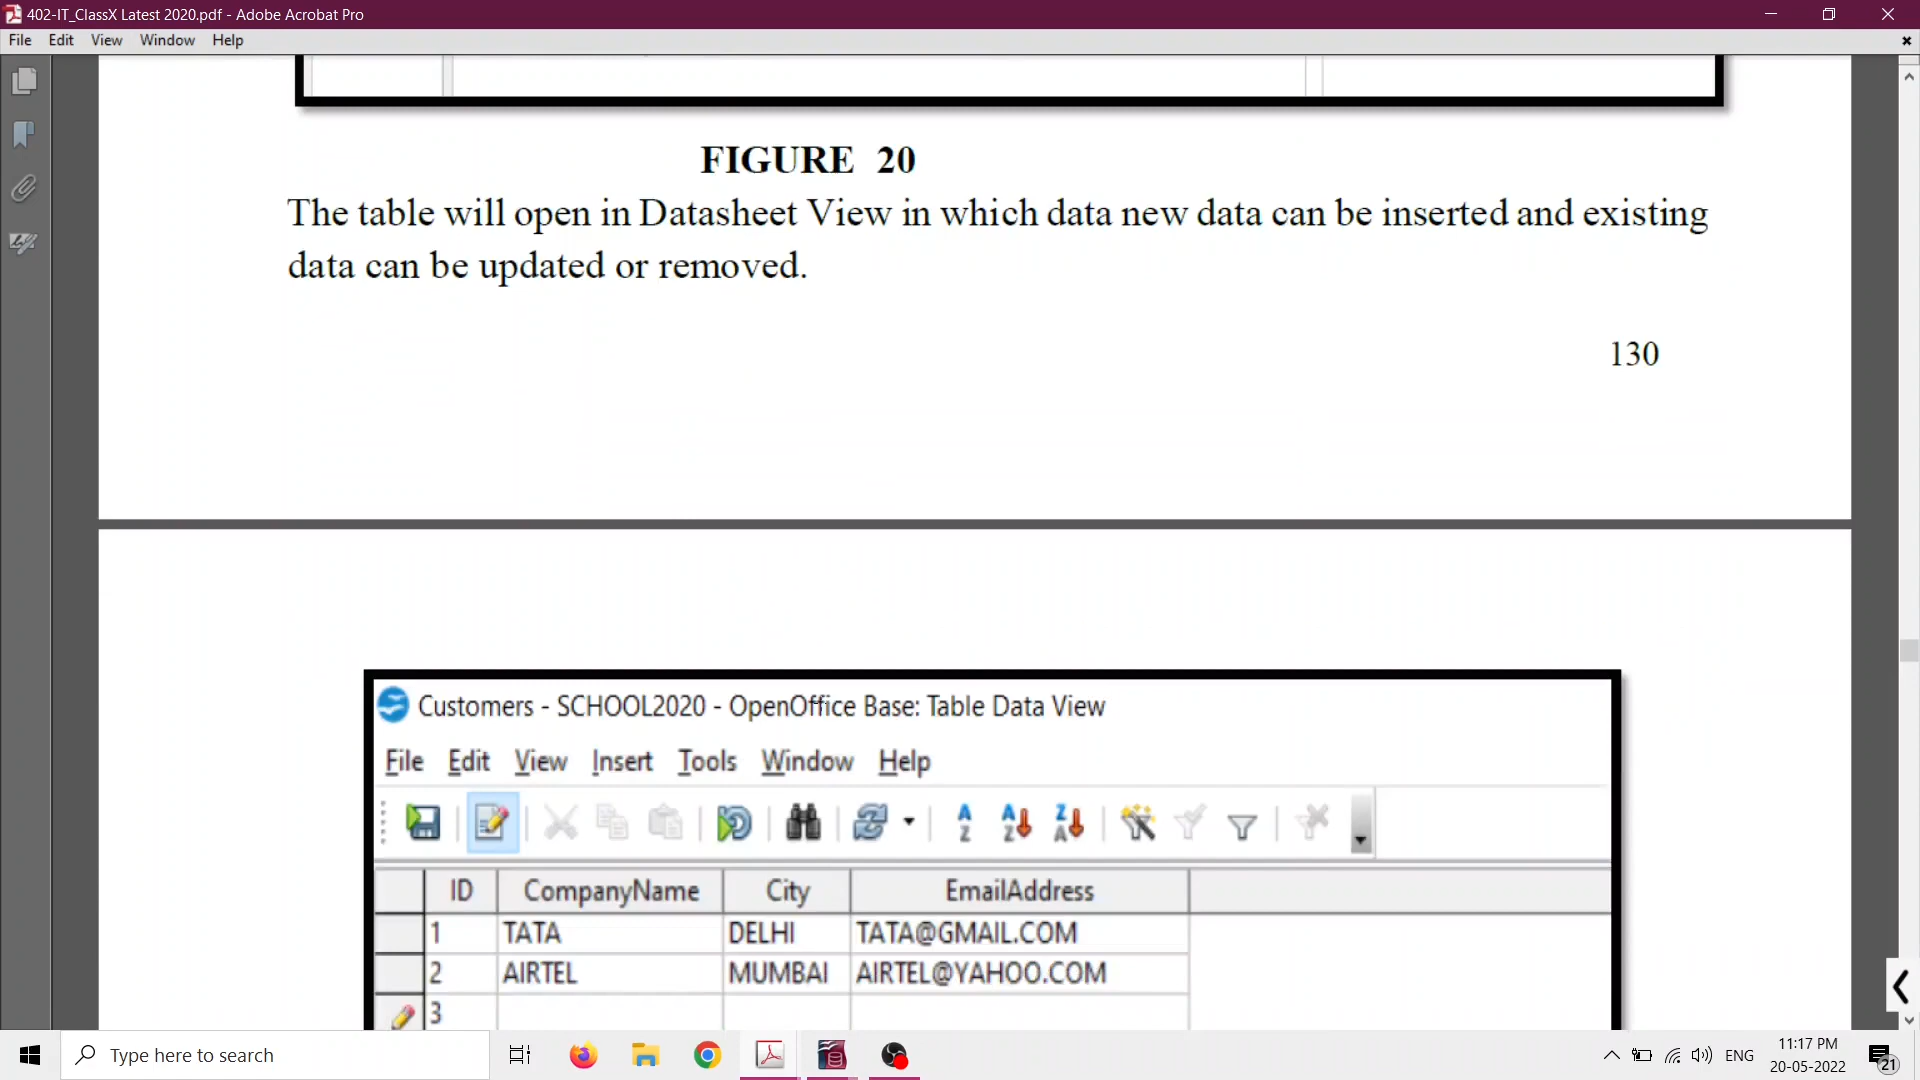 402-IT_ClassX Latest 2020.pdf - Adobe Acrobat Pro
File Edit View Window Help
FIGURE 20
The table will open in Datasheet View in which data new data can be inserted and existing
data can be updated or removed.
130
Customers - SCHOOL2020 - OpenOffice Base: Table Data View
File Edit View Insert Tools Window Help
ID CompanyName City EmailAddress
1 TATA DELHI TATA@GMAIL.COM
2 AIRTEL MUMBAI AIRTEL@YAHOO.COM
3
Type here to search
ENG
11:17 PM
20-05-2022
21